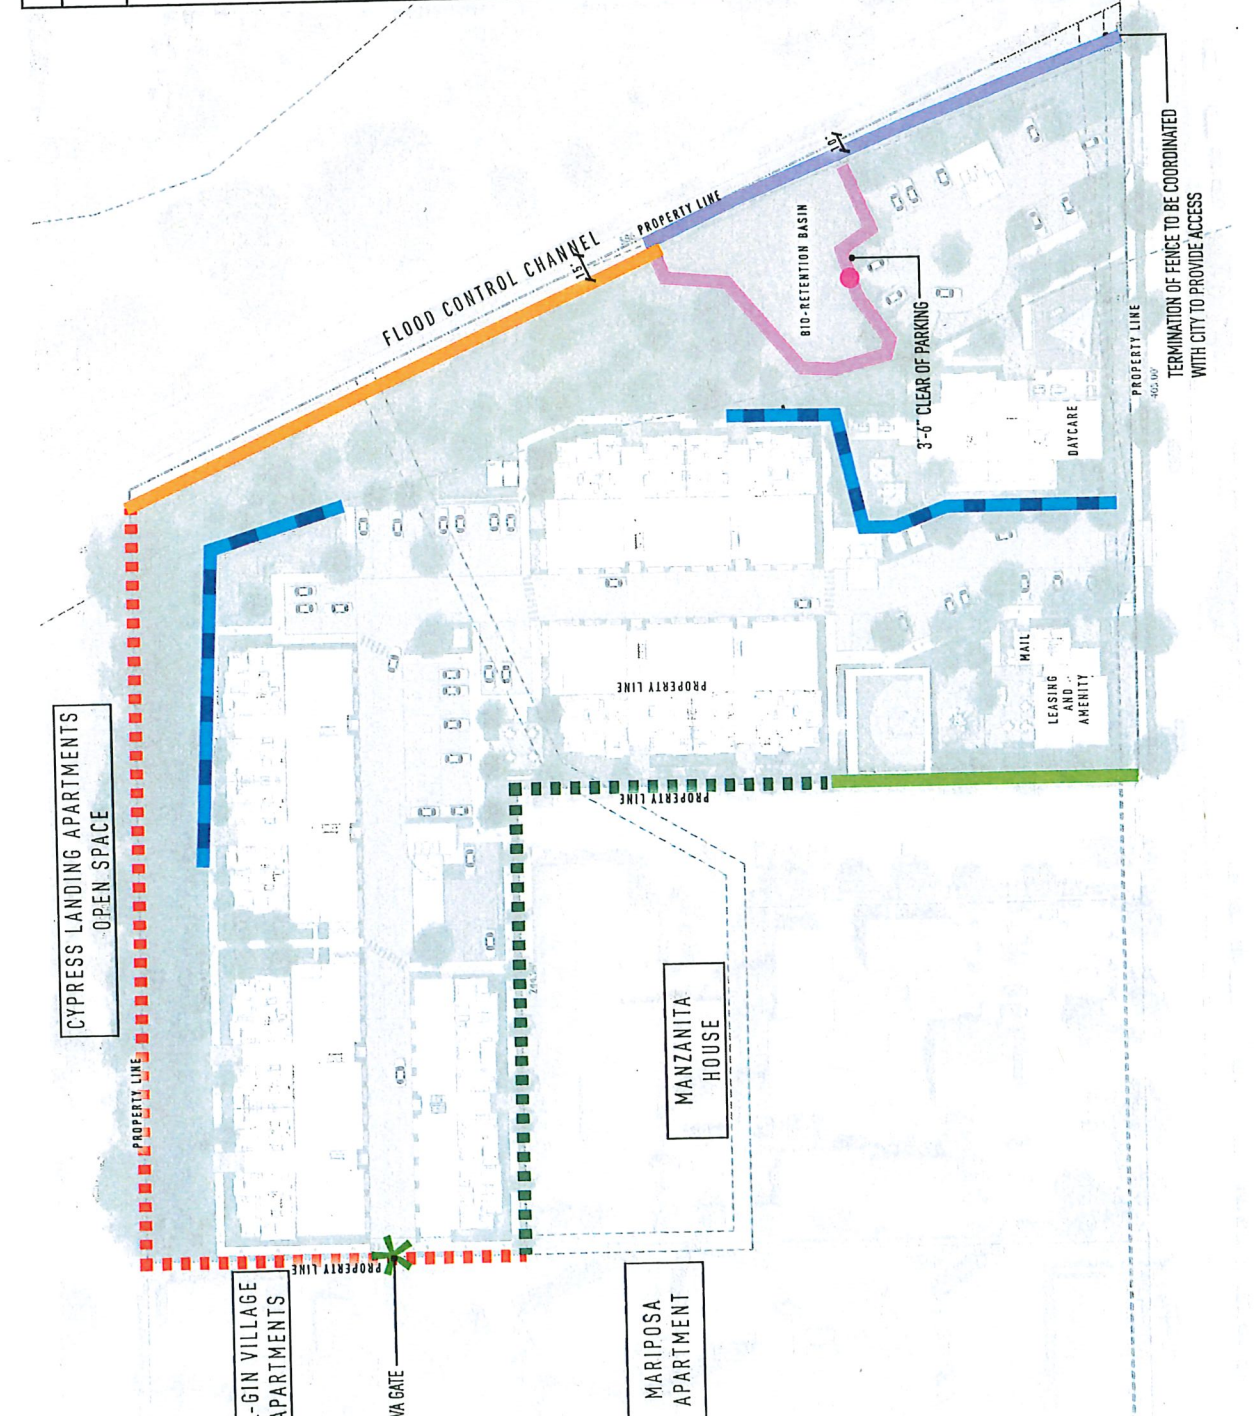 CYPRESS LANDING APARTMENTS
OPEN SPACE
FLOOD CONTROL CHANNEL
15'
PROPERTY LINE
10'
BIO-RETENTION BASIN
3'-6" CLEAR OF PARKING
TERMINATION OF FENCE TO BE COORDINATED
WITH CITY TO PROVIDE ACCESS
PROPERTY LINE
DAYCARE
MAIL
LEASING
AND
AMENITY
PROPERTY LINE
PROPERTY LINE
PROPERTY LINE
PROPERTY LINE
MANZANITA
HOUSE
-GIN VILLAGE
APARTMENTS
VA GATE
MARIPOSA
APARTMENT